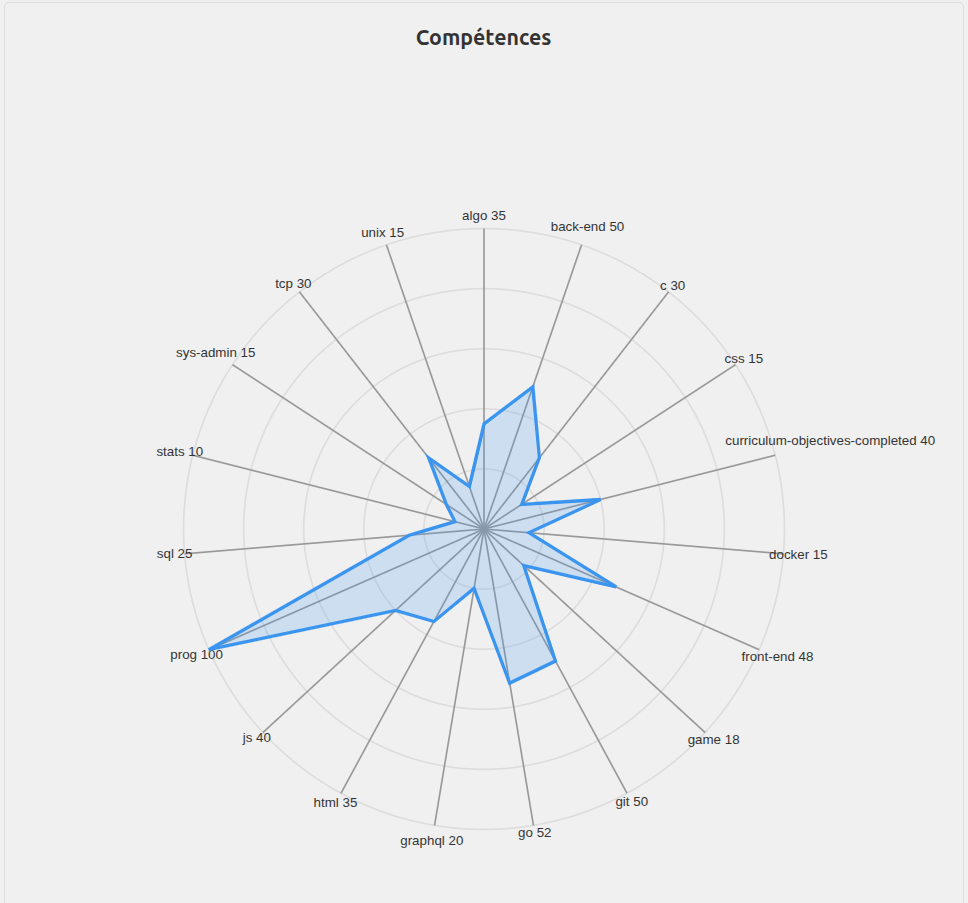 Compétences
algo 35
back-end 50
unix 15
tcp 30
c 30
sys-admin 15
css 15
stats 10
curriculum-objectives-completed 40
sql 25
docker 15
prog 100
front-end 48
js 40
game 18
html 35
git 50
graphql 20
go 52